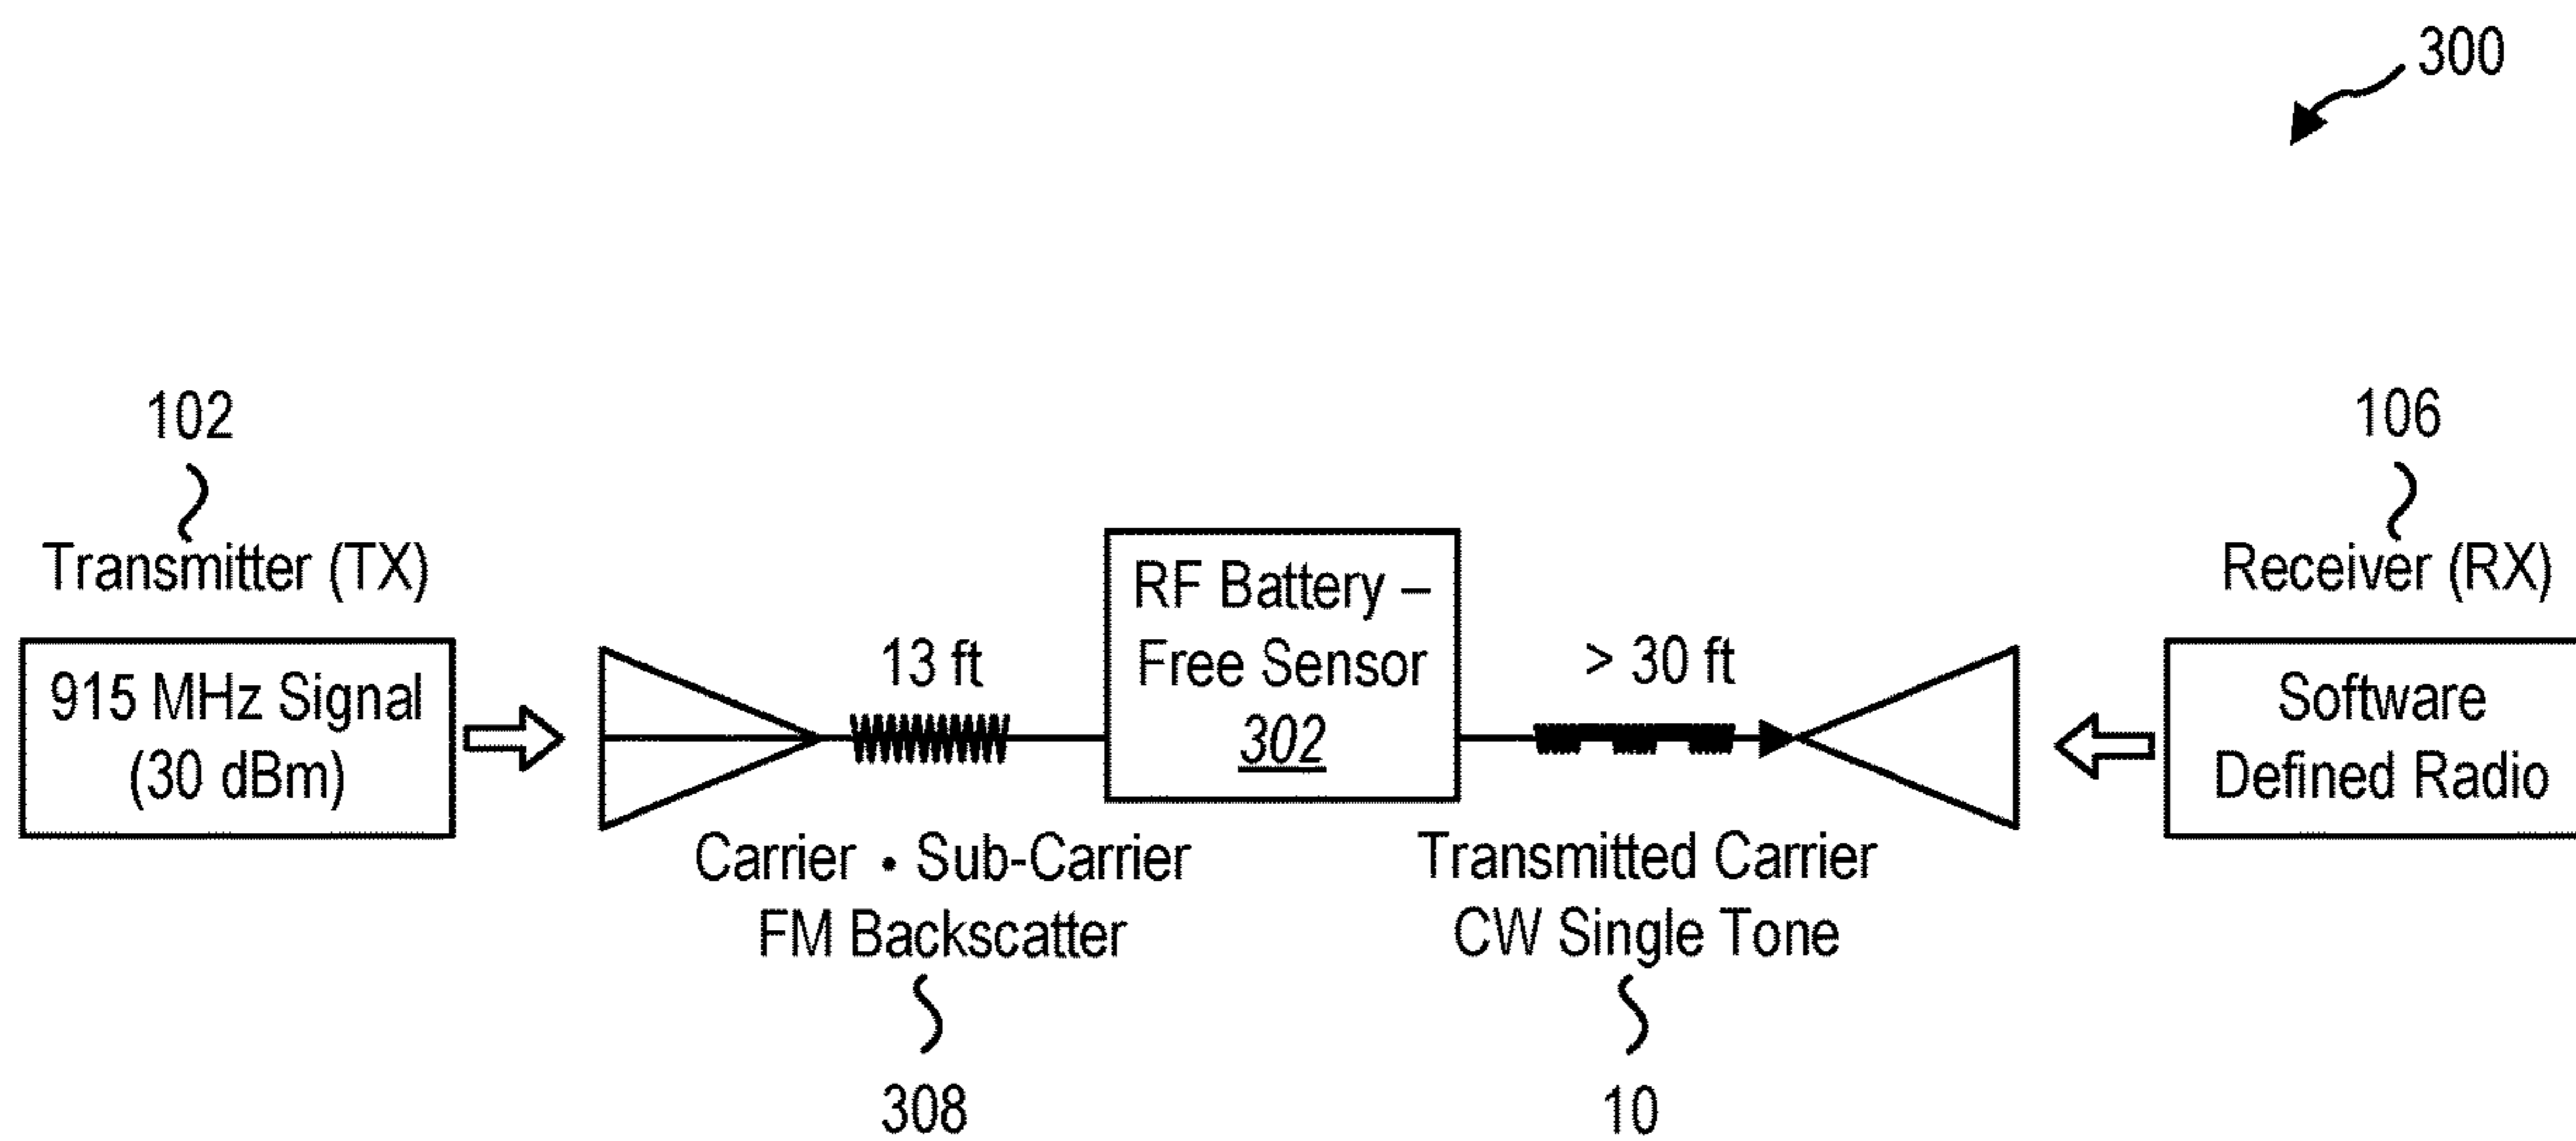 300
102
106
Transmitter (TX)
Receiver (RX)
915 MHz Signal
(30 dBm)
13 ft
RF Battery –
Free Sensor
302
> 30 ft
Software
Defined Radio
Carrier • Sub-Carrier
FM Backscatter
Transmitted Carrier
CW Single Tone
308
10